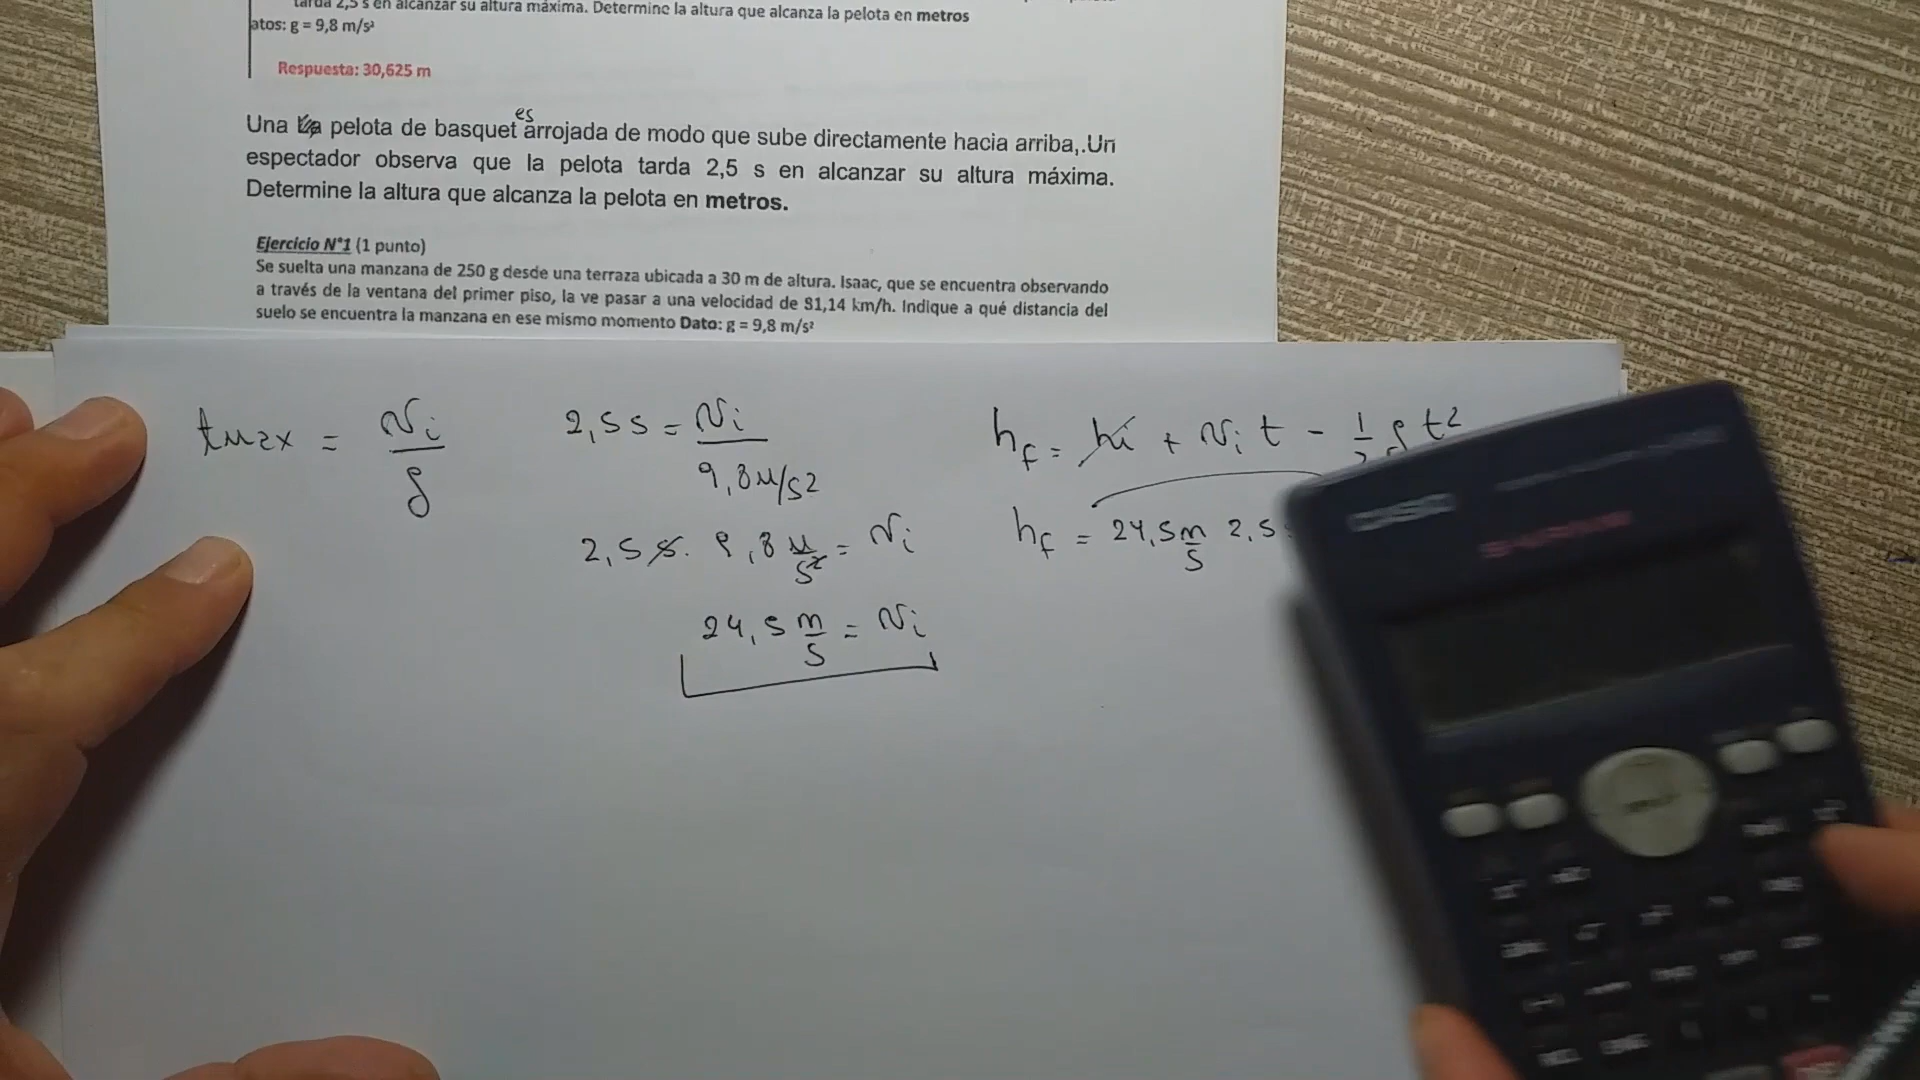 tarda 2,5 s en alcanzar su altura máxima. Determine la altura que alcanza la pelota en metros
atos: g = 9,8 m/s²
Respuesta: 30,625 m
es
Una pelota de basquet arrojada de modo que sube directamente hacia arriba,.Un
espectador observa que la pelota tarda 2,5 s en alcanzar su altura máxima.
Determine la altura que alcanza la pelota en metros.
Ejercicio N°1 (1 punto)
Se suelta una manzana de 250 g desde una terraza ubicada a 30 m de altura. Isaac, que se encuentra observando
a través de la ventana del primer piso, la ve pasar a una velocidad de 81,14 km/h. Indique a qué distancia del
suelo se encuentra la manzana en ese mismo momento Dato: g = 9,8 m/s²
tmax = Vi/g
2,5 s = Vi/9,8 m/s2
2,5 s. 9,8 m/s2 = Vi
24,5 m/s = Vi
hf = hi + Vi t - 1/2 g t2
hf = 24,5 m/s 2,5
CASIO